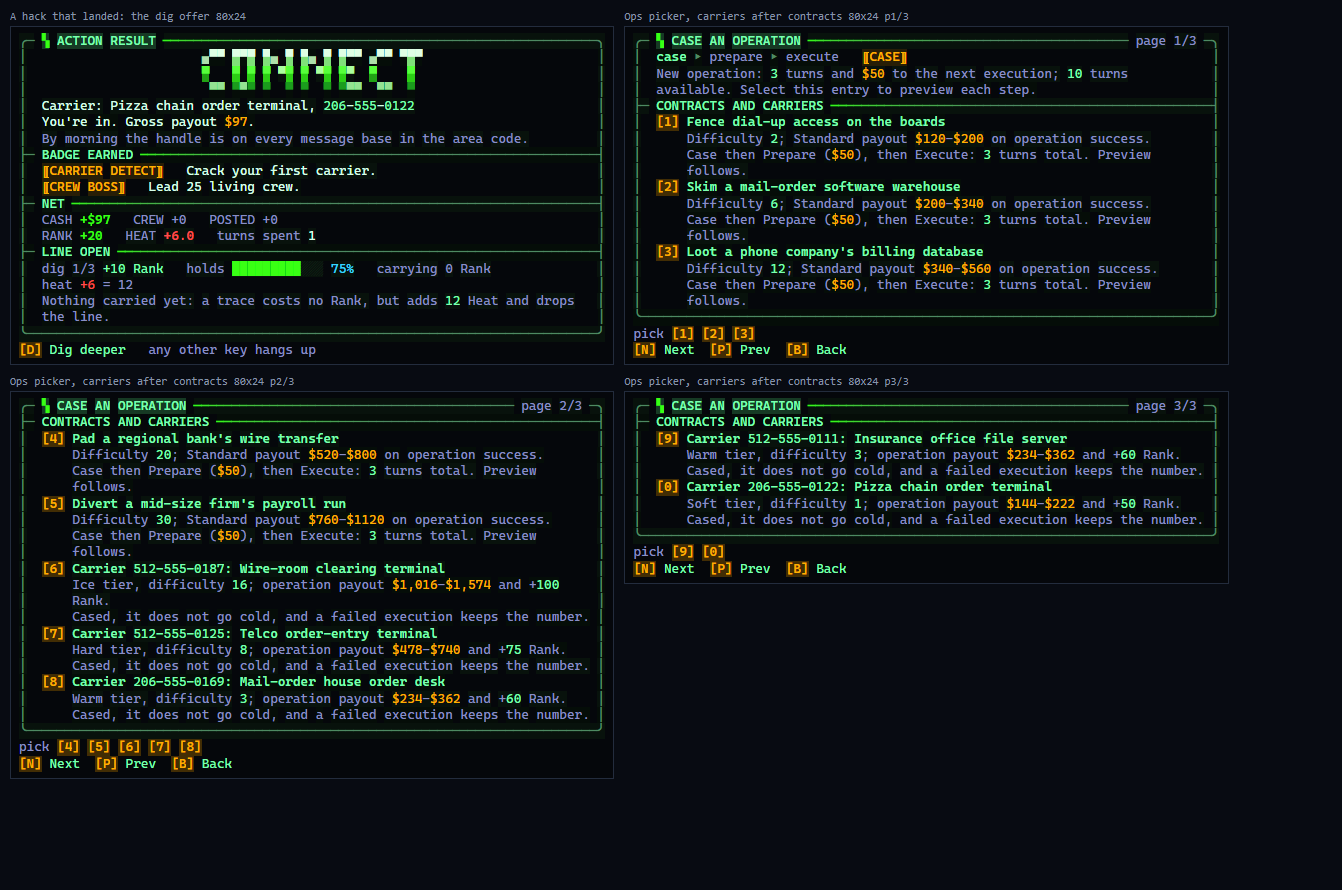 A hack that landed: the dig offer 80x24
ACTION RESULT
CONNECT
Carrier: Pizza chain order terminal, 206-555-0122
You're in. Gross payout $97.
By morning the handle is on every message base in the area code.
BADGE EARNED
[CARRIER DETECT] Crack your first carrier.
[CREW BOSS] Lead 25 living crew.
NET
CASH +$97 CREW +0 POSTED +0
RANK +20 HEAT +6.0 turns spent 1
LINE OPEN
dig 1/3 +10 Rank holds 75% carrying 0 Rank
heat +6 = 12
Nothing carried yet: a trace costs no Rank, but adds 12 Heat and drops
the line.
[D] Dig deeper any other key hangs up
Ops picker, carriers after contracts 80x24 p1/3
CASE AN OPERATION page 1/3
case ▸ prepare ▸ execute [CASE]
New operation: 3 turns and $50 to the next execution; 10 turns
available. Select this entry to preview each step.
CONTRACTS AND CARRIERS
[1] Fence dial-up access on the boards
Difficulty 2; Standard payout $120-$200 on operation success.
Case then Prepare ($50), then Execute: 3 turns total. Preview
follows.
[2] Skim a mail-order software warehouse
Difficulty 6; Standard payout $200-$340 on operation success.
Case then Prepare ($50), then Execute: 3 turns total. Preview
follows.
[3] Loot a phone company's billing database
Difficulty 12; Standard payout $340-$560 on operation success.
Case then Prepare ($50), then Execute: 3 turns total. Preview
follows.
pick [1] [2] [3]
[N] Next [P] Prev [B] Back
Ops picker, carriers after contracts 80x24 p2/3
CASE AN OPERATION page 2/3
CONTRACTS AND CARRIERS
[4] Pad a regional bank's wire transfer
Difficulty 20; Standard payout $520-$800 on operation success.
Case then Prepare ($50), then Execute: 3 turns total. Preview
follows.
[5] Divert a mid-size firm's payroll run
Difficulty 30; Standard payout $760-$1120 on operation success.
Case then Prepare ($50), then Execute: 3 turns total. Preview
follows.
[6] Carrier 512-555-0187: Wire-room clearing terminal
Ice tier, difficulty 16; operation payout $1,016-$1,574 and +100
Rank.
Cased, it does not go cold, and a failed execution keeps the number.
[7] Carrier 512-555-0125: Telco order-entry terminal
Hard tier, difficulty 8; operation payout $478-$740 and +75 Rank.
Cased, it does not go cold, and a failed execution keeps the number.
[8] Carrier 206-555-0169: Mail-order house order desk
Warm tier, difficulty 3; operation payout $234-$362 and +60 Rank.
Cased, it does not go cold, and a failed execution keeps the number.
pick [4] [5] [6] [7] [8]
[N] Next [P] Prev [B] Back
Ops picker, carriers after contracts 80x24 p3/3
CASE AN OPERATION page 3/3
CONTRACTS AND CARRIERS
[9] Carrier 512-555-0111: Insurance office file server
Warm tier, difficulty 3; operation payout $234-$362 and +60 Rank.
Cased, it does not go cold, and a failed execution keeps the number.
[0] Carrier 206-555-0122: Pizza chain order terminal
Soft tier, difficulty 1; operation payout $144-$222 and +50 Rank.
Cased, it does not go cold, and a failed execution keeps the number.
pick [9] [0]
[N] Next [P] Prev [B] Back